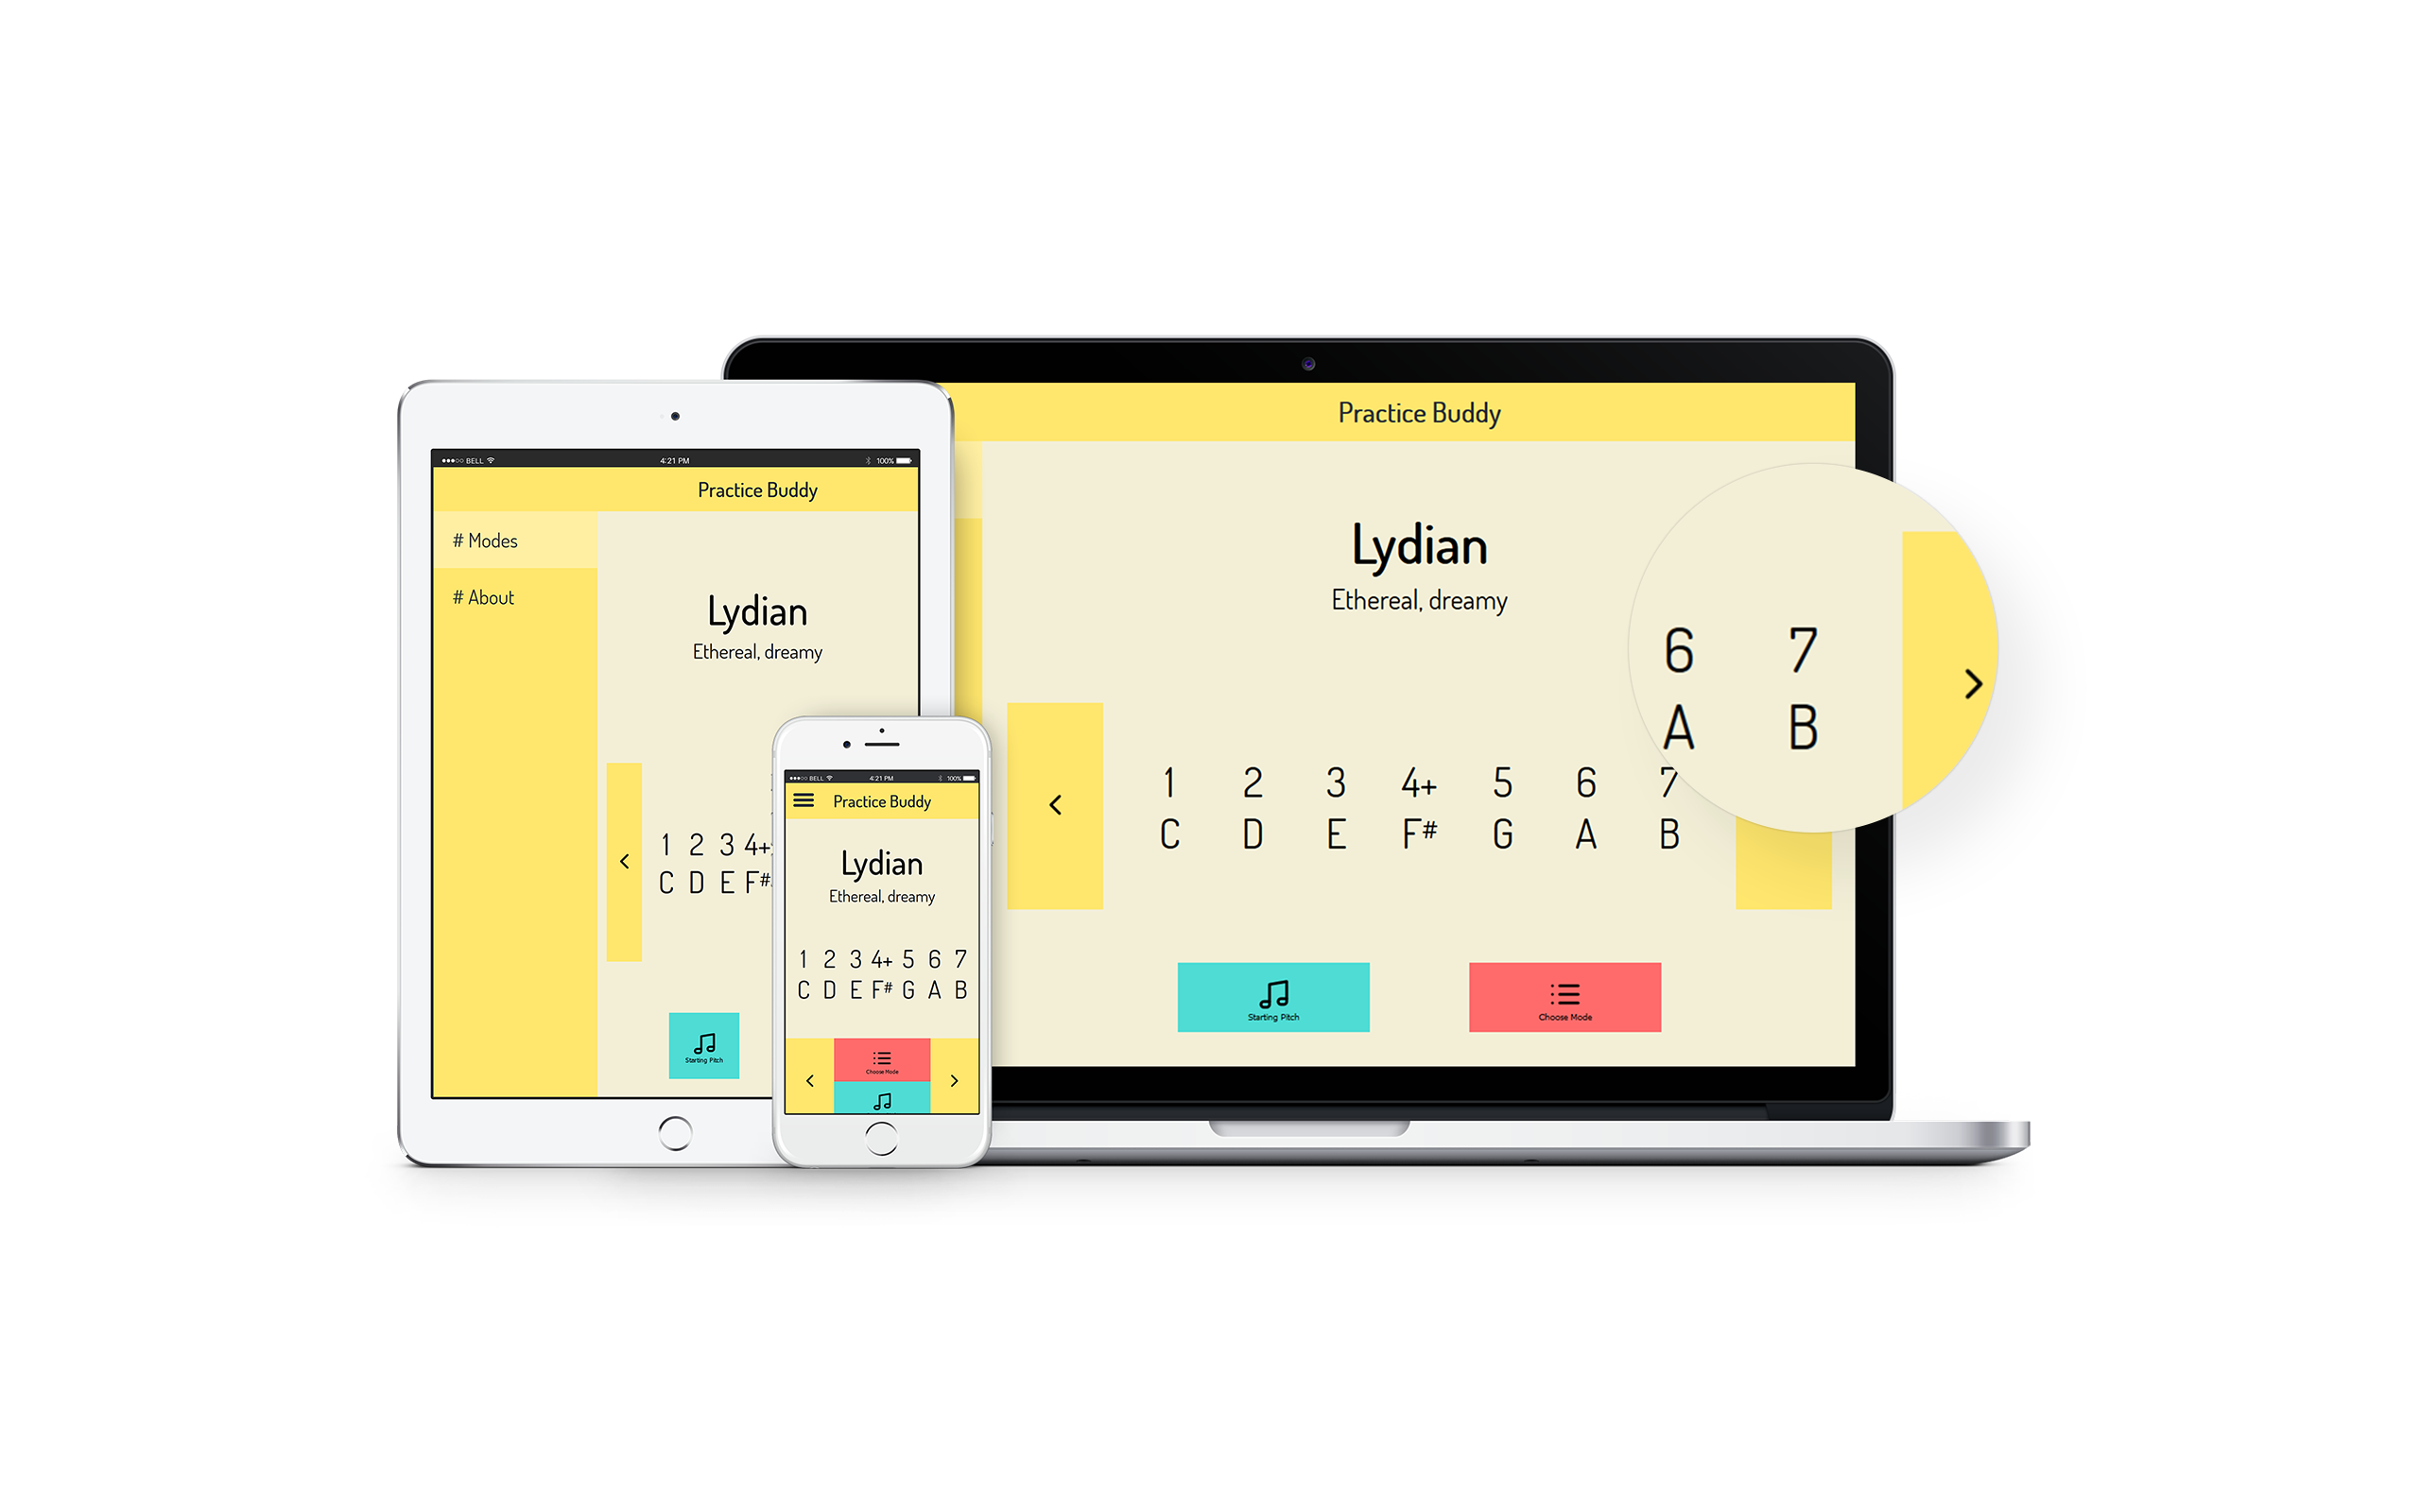 ●●●○○ BELL 4:21 PM 100%
Practice Buddy
# Modes
# About
Lydian
Ethereal, dreamy
<
1 2 3 4+
C D E F#
Starting Pitch
●●●○○ BELL 4:21 PM 100%
Practice Buddy
Lydian
Ethereal, dreamy
1 2 3 4+ 5 6 7
C D E F# G A B
Choose Mode
< >
Practice Buddy
Lydian
Ethereal, dreamy
<
1 2 3 4+ 5 6 7
C D E F# G A B
Starting Pitch
Choose Mode
6 7
A B
>